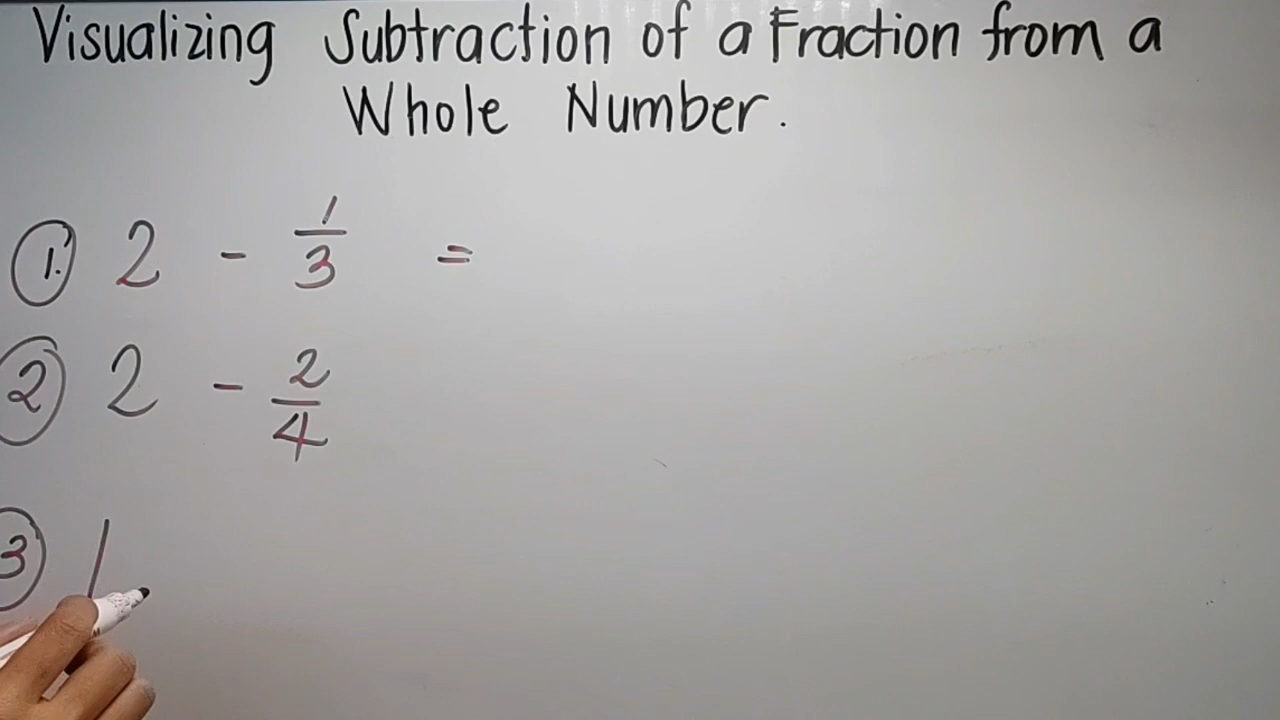 Visualizing Subtraction of a Fraction from a
Whole Number.
1. 2 - 1/3 =
2 2 - 2/4
3 1